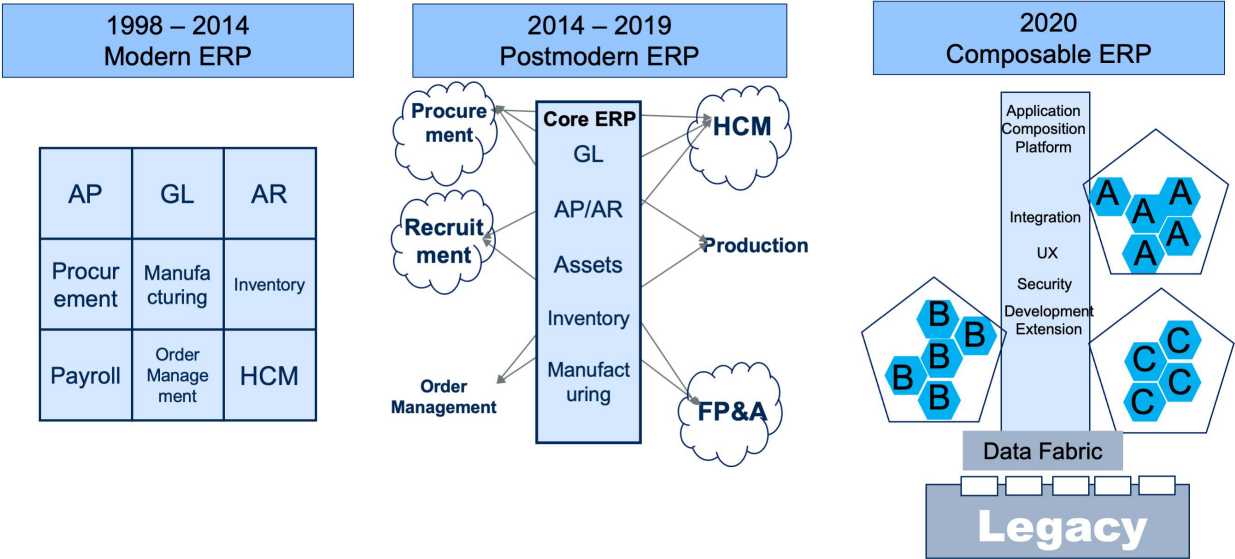 1998 – 2014
Modern ERP
AP
GL
AR
Procur
ement
Manufa
cturing
Inventory
Payroll
Order
Manage
ment
HCM
2014 – 2019
Postmodern ERP
Procure
ment
Recruit
ment
Order
Management
Core ERP
GL
AP/AR
Assets
Inventory
Manufact
uring
HCM
Production
FP&A
2020
Composable ERP
Application
Composition
Platform
Integration
UX
Security
Development
Extension
A
A
A
A
A
B
B
B
B
B
C
C
C
C
Data Fabric
Legacy